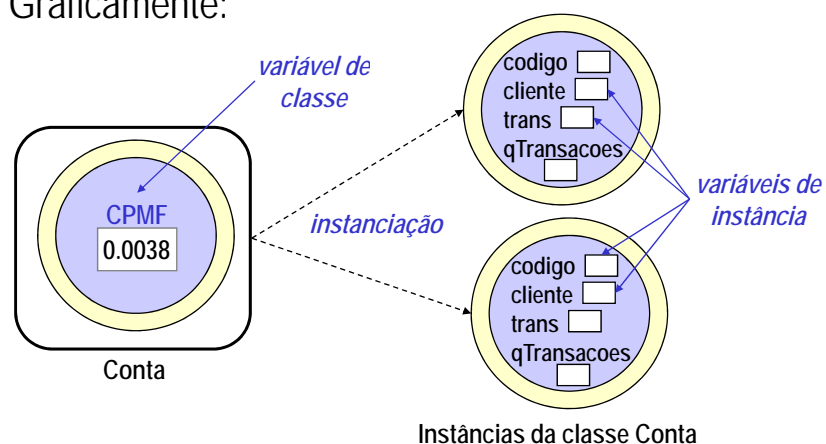 Graficamente:
variável de
classe
CPMF
0.0038
Conta
instanciação
codigo
cliente
trans
qTransacoes
variáveis de
instância
codigo
cliente
trans
qTransacoes
Instâncias da classe Conta